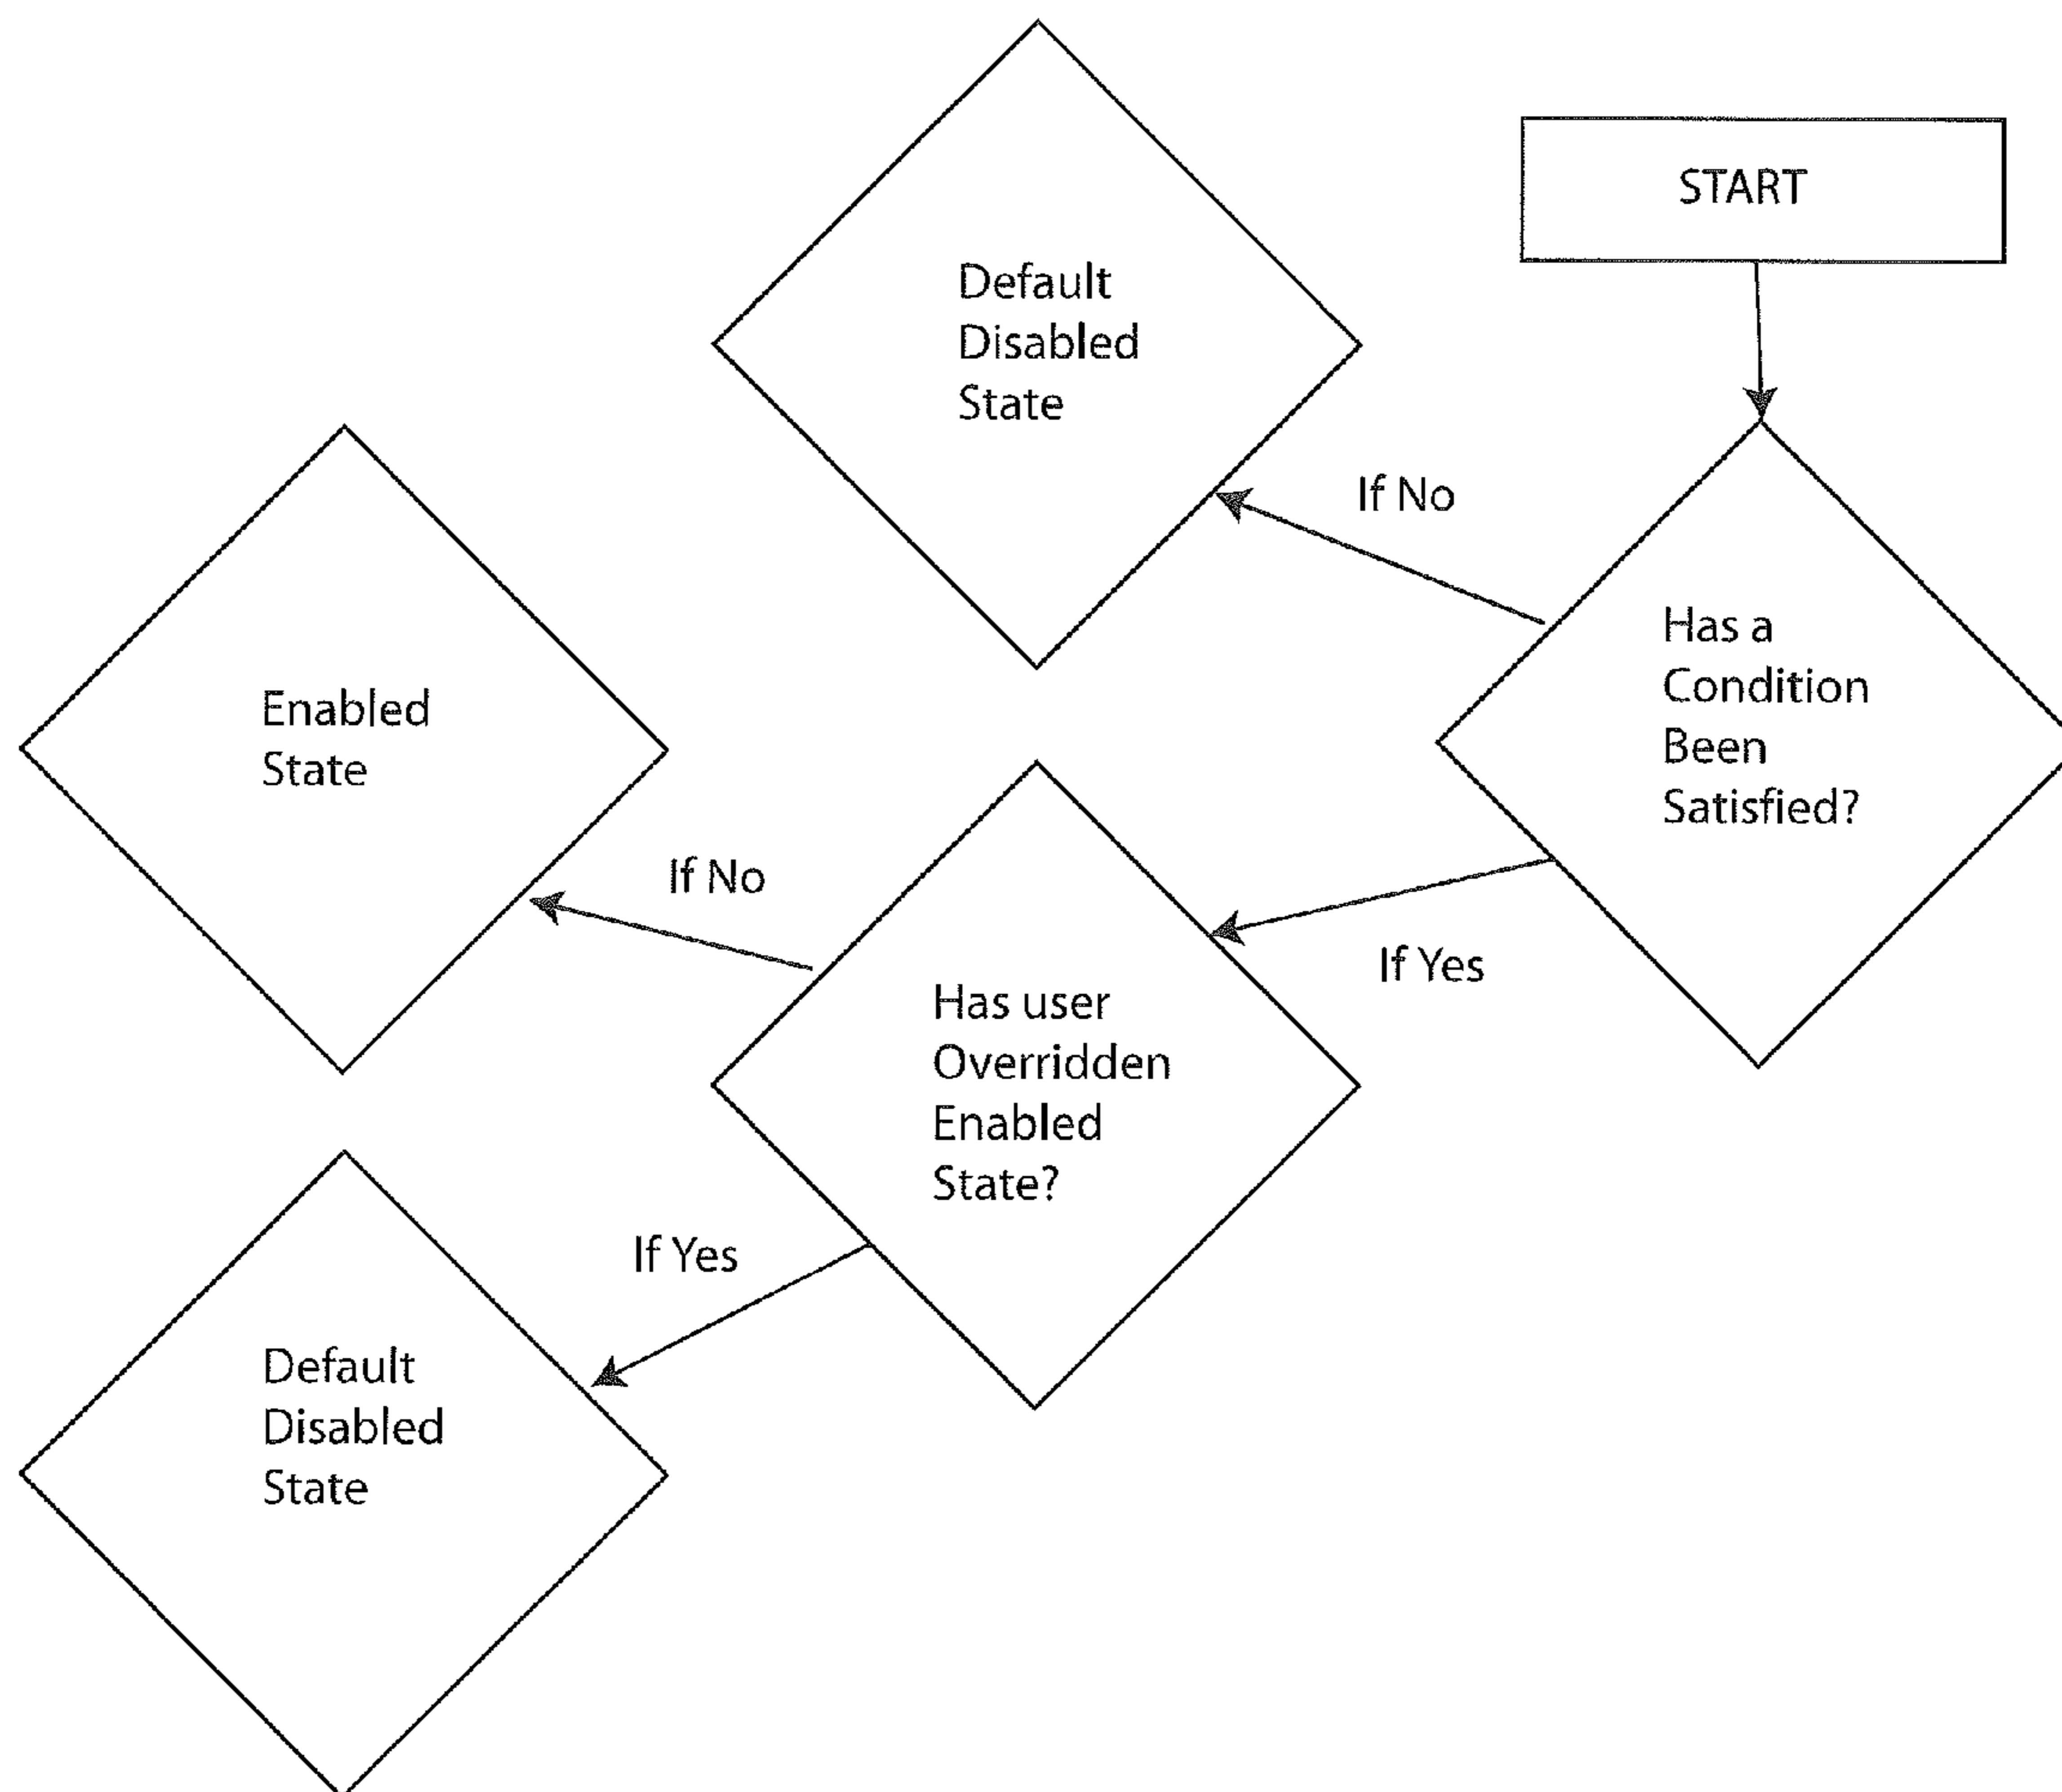 START
Default
Disabled
State
If No
Has a
Condition
Been
Satisfied?
Enabled
State
If No
If Yes
Has user
Overridden
Enabled
State?
If Yes
Default
Disabled
State